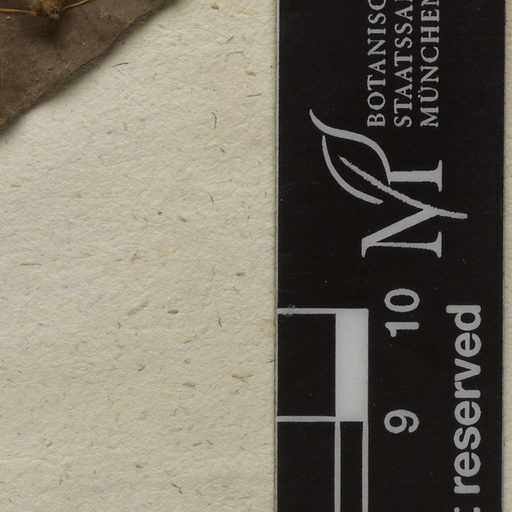 BOTANISC
STAATSSA
MÜNCHEN
M
10
9
reserved